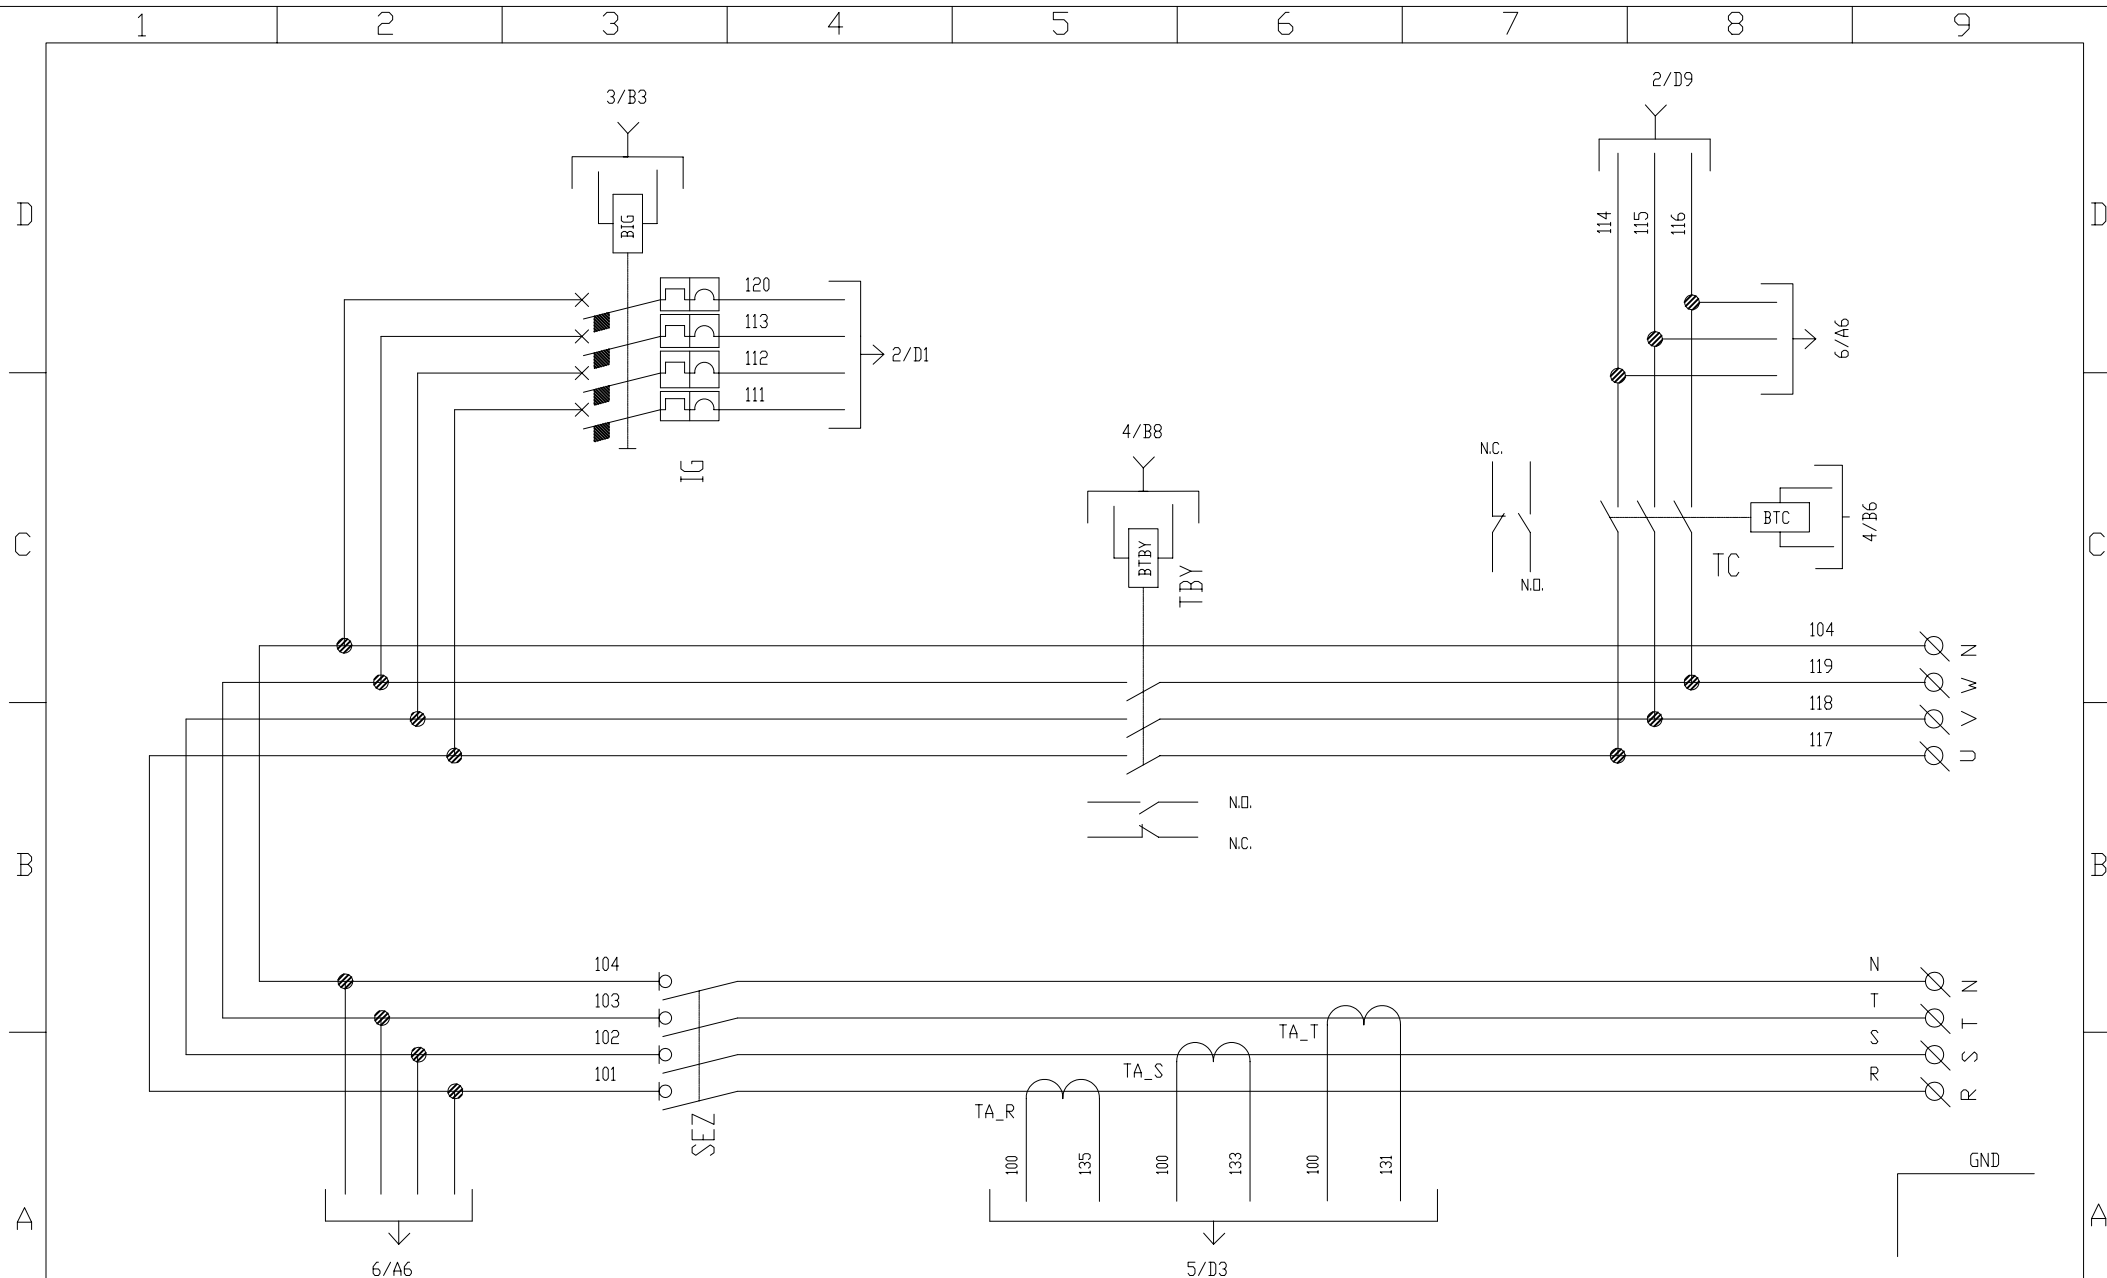 1 2 3 4 5 6 7 8 9
2/D9
3/B3
D
114
115
116
D
BIG
120
113
6/A6
2/D1
112
111
4/B8
N.C.
IG
4/B6
BTC
C
BTBY
C
TC
TBY
N.O.
104
N
119
W
118
V
117
U
N.O.
N.C.
B
B
104
N
N
103
T
T
TA_T
102
S
S
TA_S
101
R
R
TA_R
SEZ
100
135
100
133
100
131
GND
A
A
6/A6
5/D3